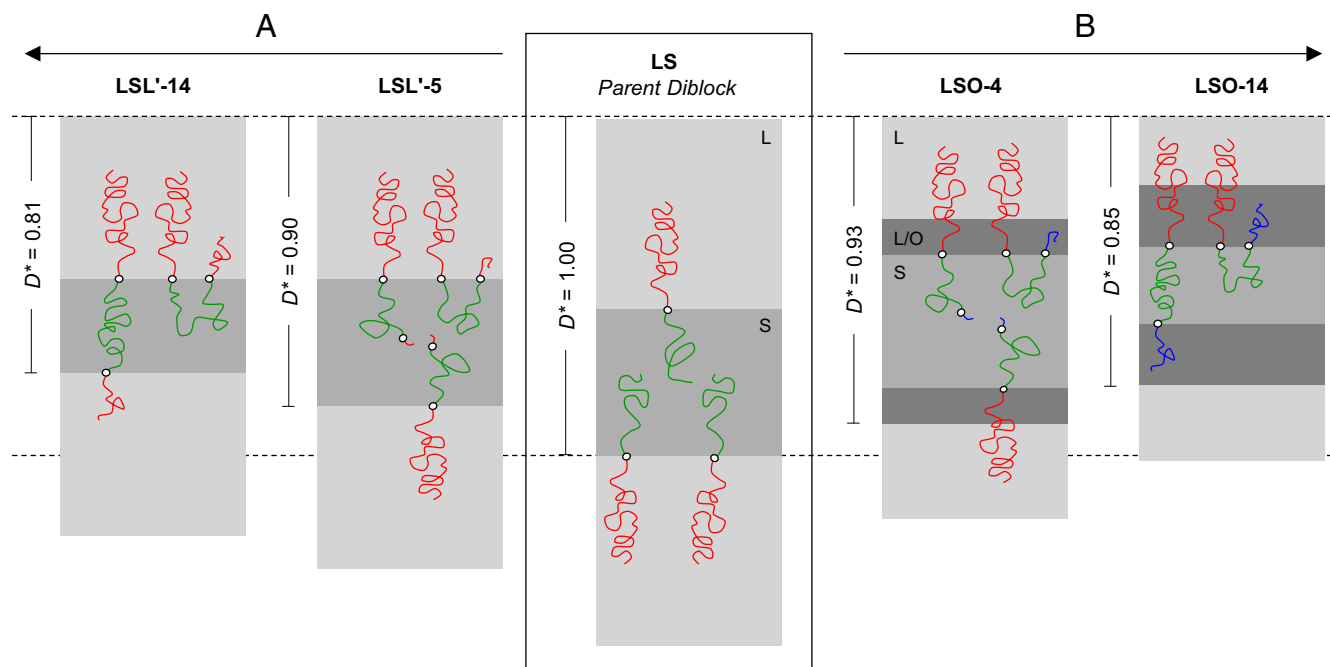 A
B
LSL'-14
LSL'-5
LS
Parent Diblock
LSO-4
LSO-14
D* = 0.81
D* = 0.90
D* = 1.00
L
S
D* = 0.93
L
L/O
S
D* = 0.85